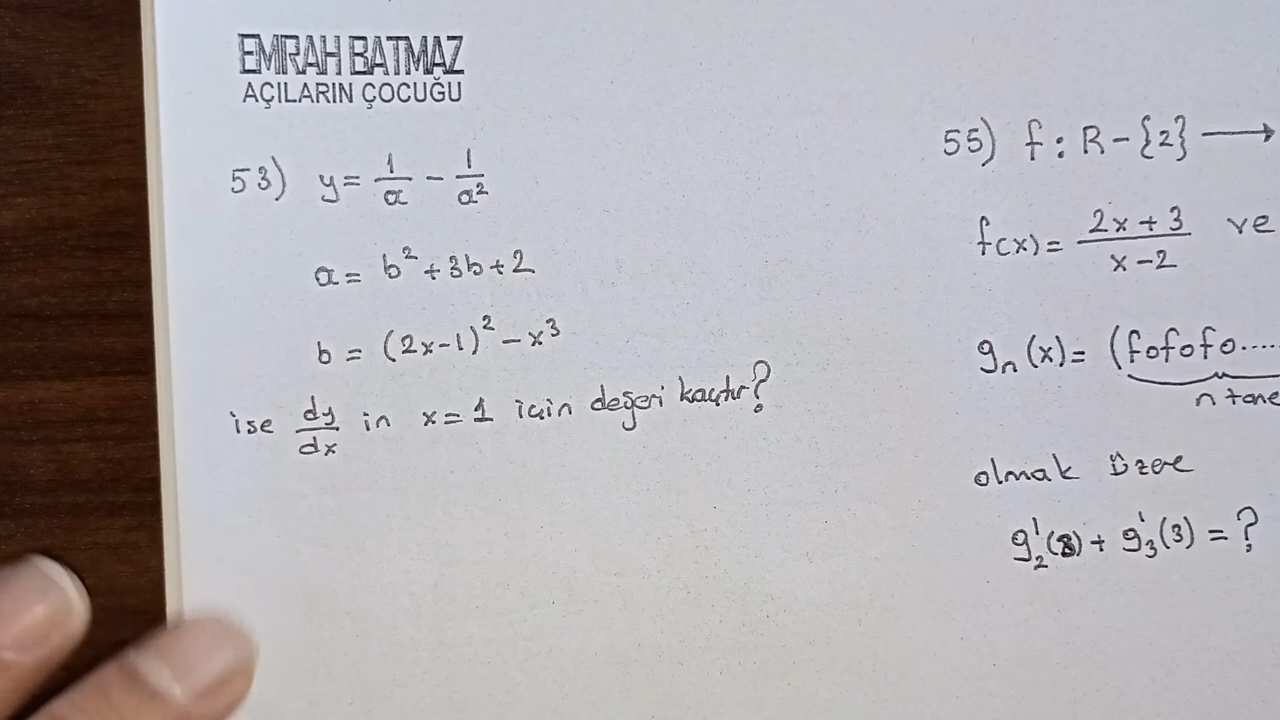 EMRAH BATMAZ
AÇILARIN ÇOCUĞU
53) y = 1/a - 1/a²
a = b² + 3b + 2
b = (2x-1)² - x³
ise dy/dx in x = 1 için değeri kaçtır?
55) f : R - {2} →
f(x) = (2x + 3)/(x - 2) ve
gₙ(x) = (fofofo....
n tane
olmak üzere
g₂'(8) + g₃'(3) = ?